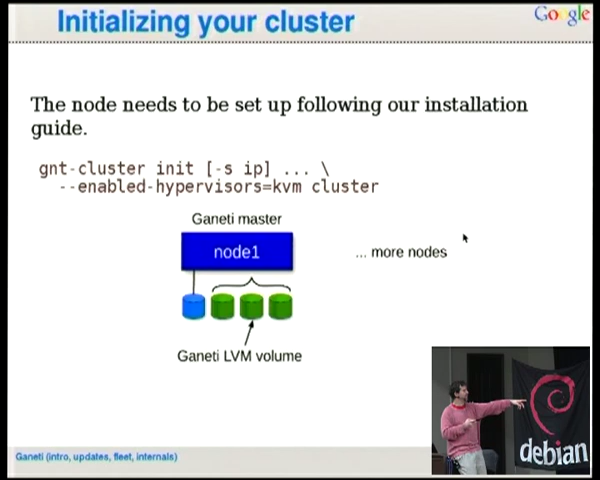 Initializing your cluster
Google
The node needs to be set up following our installation
guide.
gnt-cluster init [-s ip] ... \
--enabled-hypervisors=kvm cluster
Ganeti master
node1
... more nodes
Ganeti LVM volume
debian
Ganeti (intro, updates, fleet, internals)